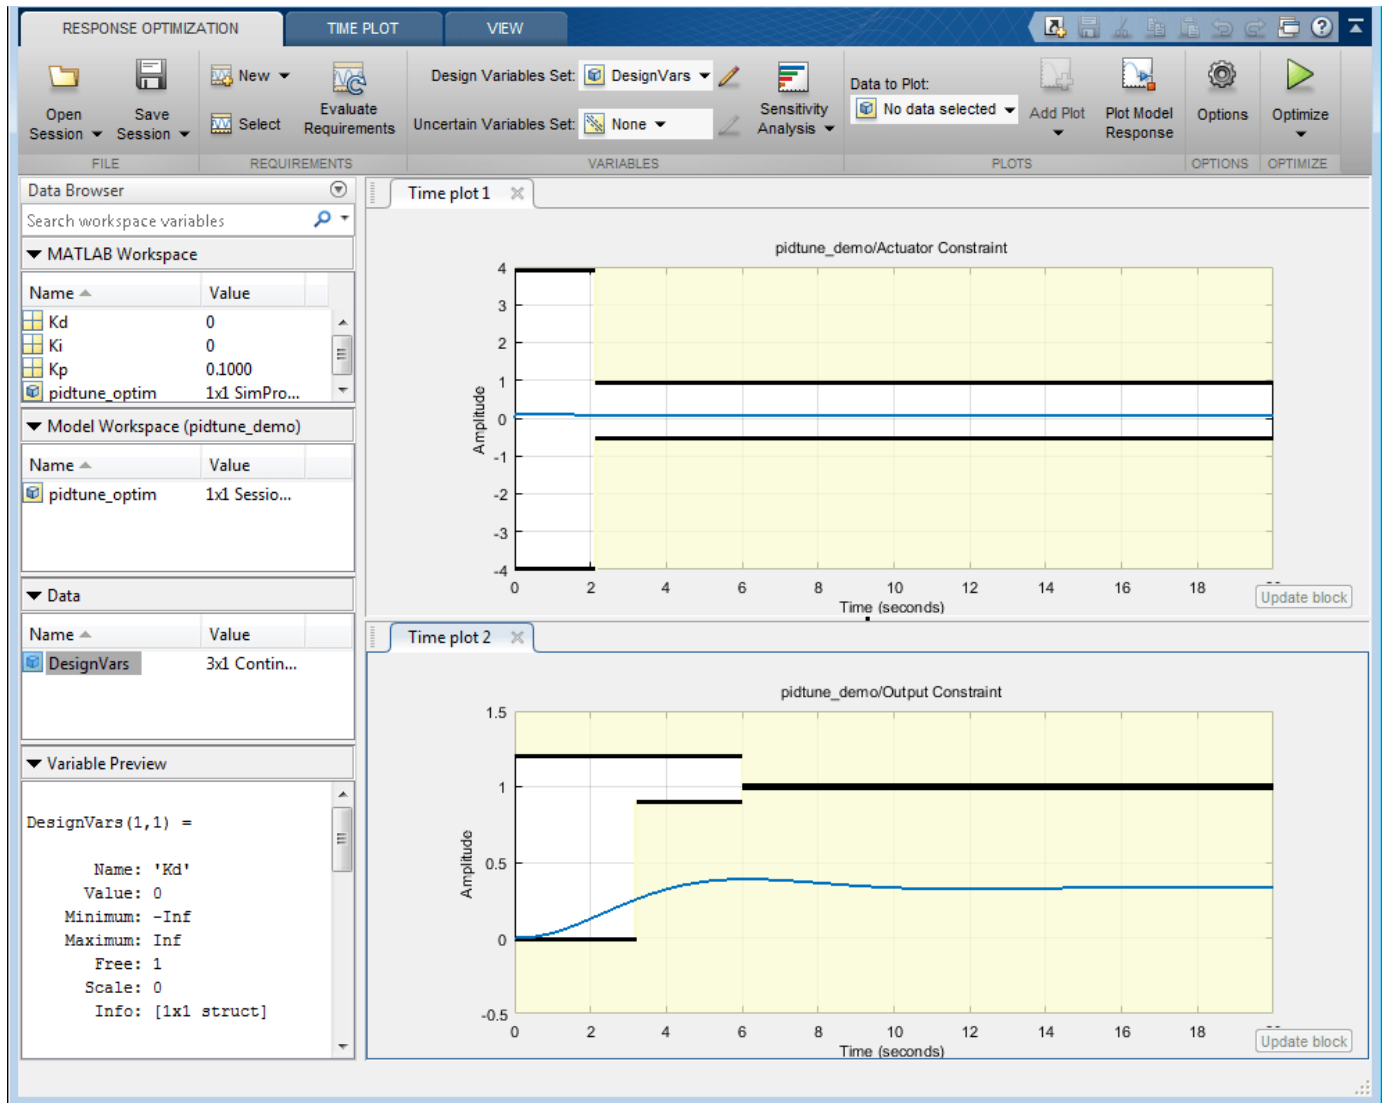 RESPONSE OPTIMIZATION TIME PLOT VIEW
Open Session
Save Session
New
Select
Evaluate Requirements
Design Variables Set: DesignVars
Uncertain Variables Set: None
Sensitivity Analysis
Data to Plot:
No data selected
Add Plot
Plot Model Response
Options
Optimize
FILE REQUIREMENTS VARIABLES PLOTS OPTIONS OPTIMIZE
Data Browser
Search workspace variables
MATLAB Workspace
Name Value
Kd 0
Ki 0
Kp 0.1000
pidtune_optim 1x1 SimPro...
Model Workspace (pidtune_demo)
Name Value
pidtune_optim 1x1 Sessio...
Data
Name Value
DesignVars 3x1 Contin...
Variable Preview
DesignVars(1,1) =
Name: 'Kd'
Value: 0
Minimum: -Inf
Maximum: Inf
Free: 1
Scale: 0
Info: [1x1 struct]
Time plot 1
pidtune_demo/Actuator Constraint
4
3
2
1
0
-1
-2
-3
-4
Amplitude
0 2 4 6 8 10 12 14 16 18
Time (seconds)
Update block
Time plot 2
pidtune_demo/Output Constraint
1.5
1
0.5
0
-0.5
Amplitude
0 2 4 6 8 10 12 14 16 18
Time (seconds)
Update block